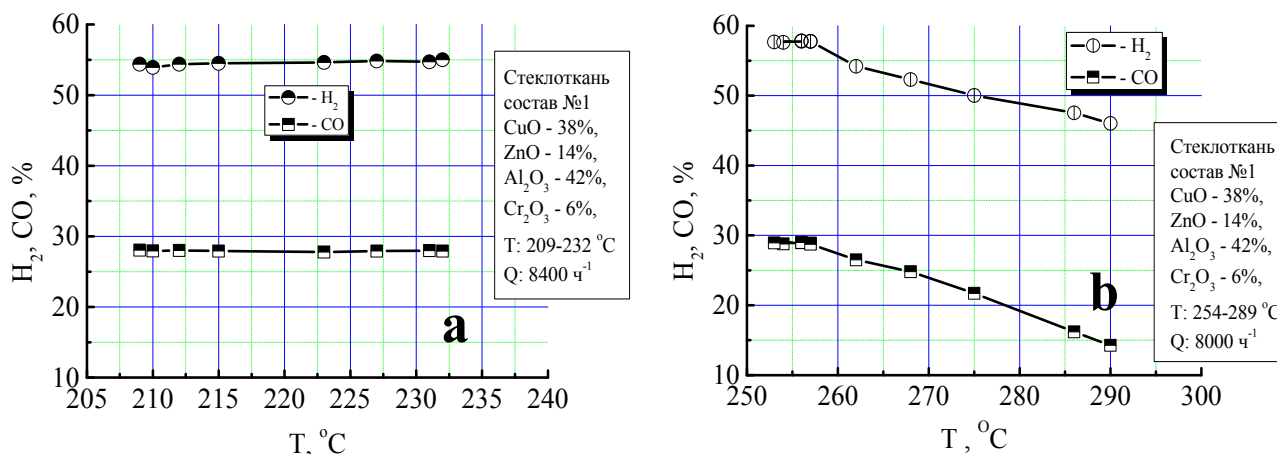 60
50
40
30
20
10
H₂, CO, %
- H₂
- CO
Стеклоткань
состав №1
CuO - 38%,
ZnO - 14%,
Al₂O₃ - 42%,
Cr₂O₃ - 6%,
T: 209-232 °C
Q: 8400 ч⁻¹
a
205 210 215 220 225 230 235 240
T, °C
60
50
40
30
20
10
H₂, CO, %
- H₂
- CO
Стеклоткань
состав №1
CuO - 38%,
ZnO - 14%,
Al₂O₃ - 42%,
Cr₂O₃ - 6%,
T: 254-289 °C
Q: 8000 ч⁻¹
b
250 260 270 280 290 300
T , °C